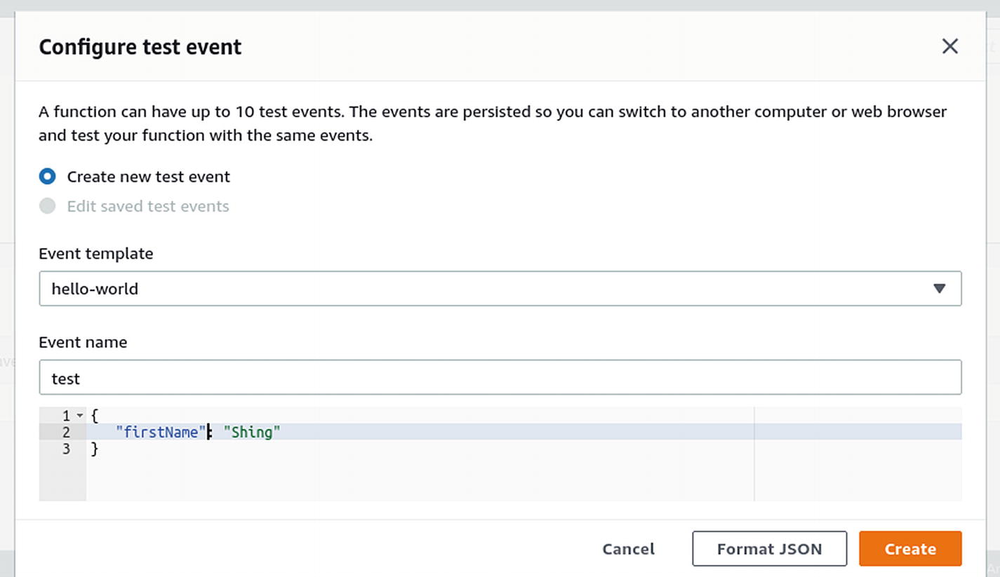 Configure test event
A function can have up to 10 test events. The events are persisted so you can switch to another computer or web browser
and test your function with the same events.
Create new test event
Edit saved test events
Event template
hello-world
Event name
test
1 {
2 "firstName": "Shing"
3 }
Cancel Format JSON Create